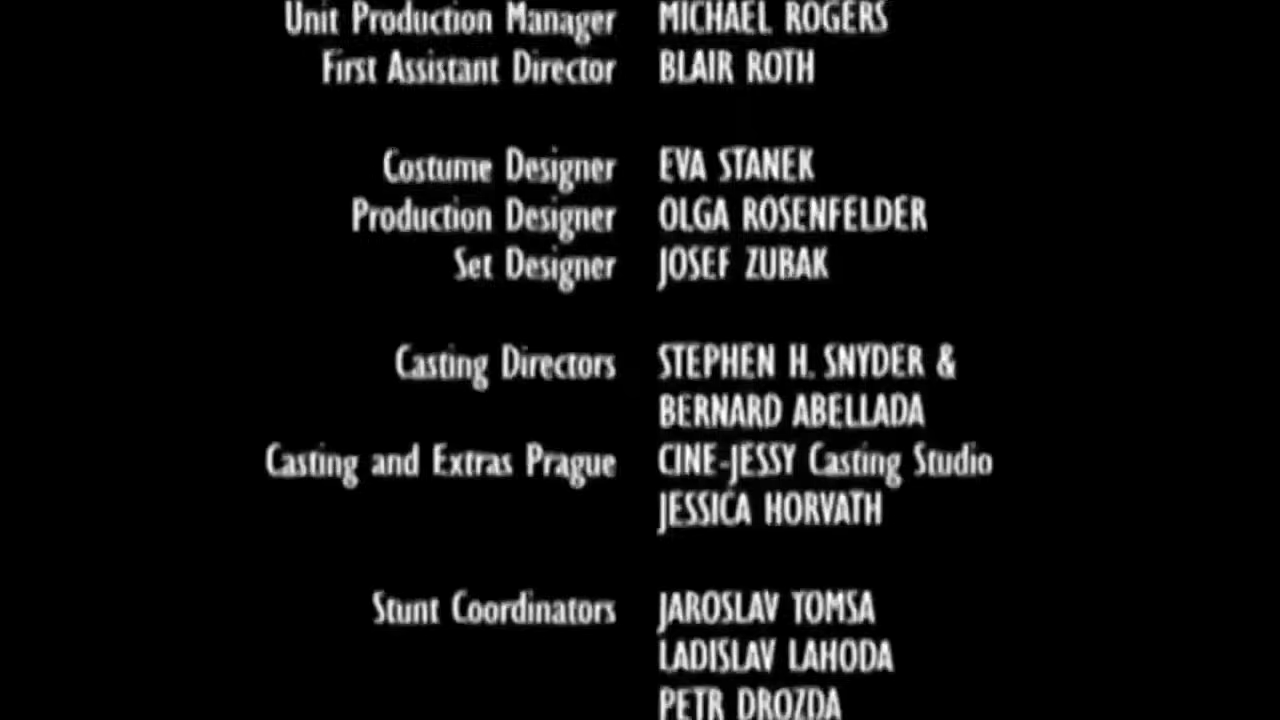 Unit Production Manager MICHAEL ROGERS
First Assistant Director BLAIR ROTH
Costume Designer EVA STANEK
Production Designer OLGA ROSENFELDER
Set Designer JOSEF ZUBAK
Casting Directors STEPHEN H. SNYDER &
BERNARD ABELLADA
Casting and Extras Prague CINE-JESSY Casting Studio
JESSICA HORVATH
Stunt Coordinators JAROSLAV TOMSA
LADISLAV LAHODA
PETR DROZDA